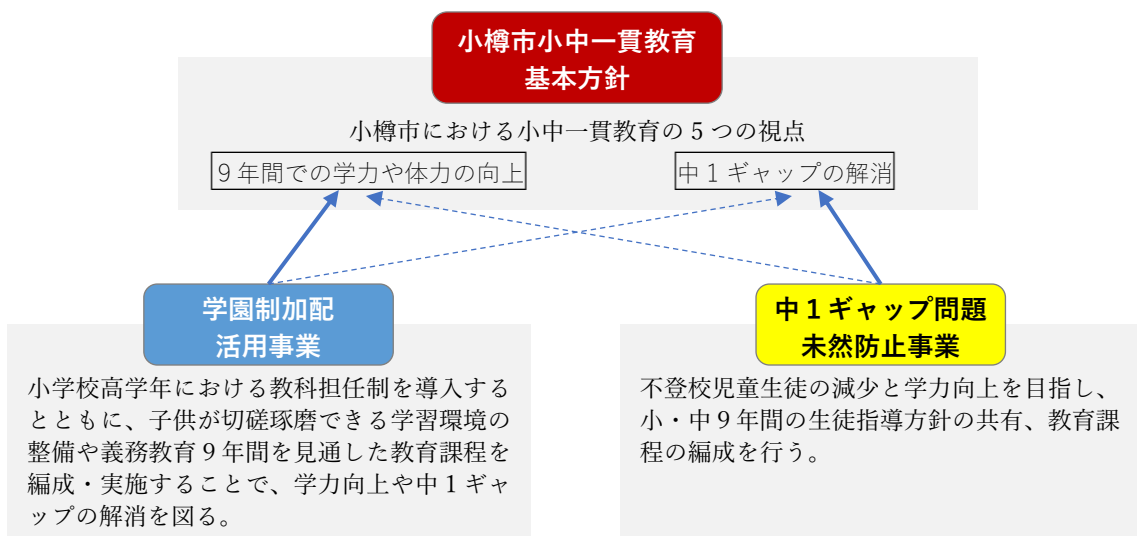 小樽市小中一貫教育
基本方針
小樽市における小中一貫教育の5つの視点
9年間での学力や体力の向上
中1ギャップの解消
学園制加配
活用事業
小学校高学年における教科担任制を導入する
とともに、子供が切磋琢磨できる学習環境の
整備や義務教育9年間を見通した教育課程を
編成・実施することで、学力向上や中1ギャ
ップの解消を図る。
中1ギャップ問題
未然防止事業
不登校児童生徒の減少と学力向上を目指し、
小・中9年間の生徒指導方針の共有、教育課
程の編成を行う。